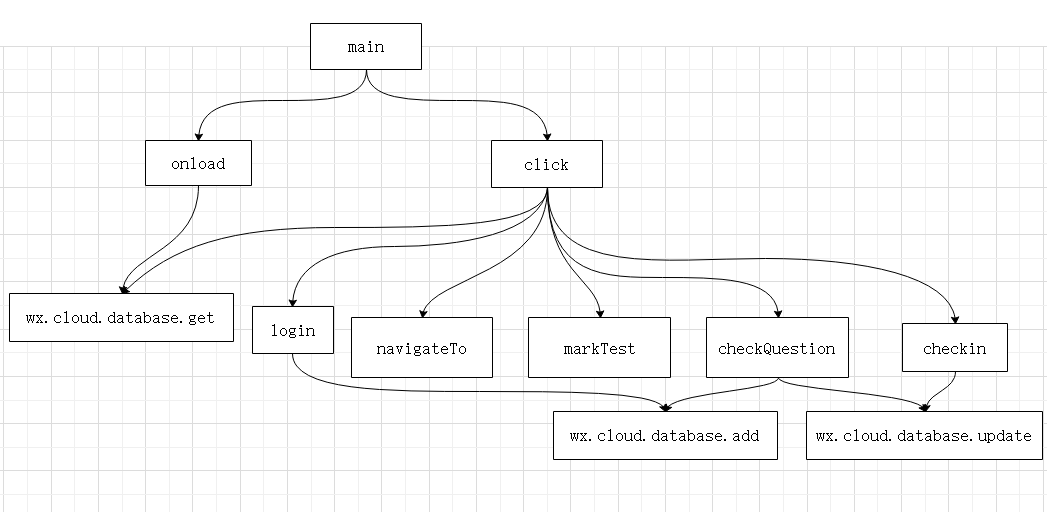 main
onload
click
wx.cloud.database.get
login
navigateTo
markTest
checkQuestion
checkin
wx.cloud.database.add
wx.cloud.database.update